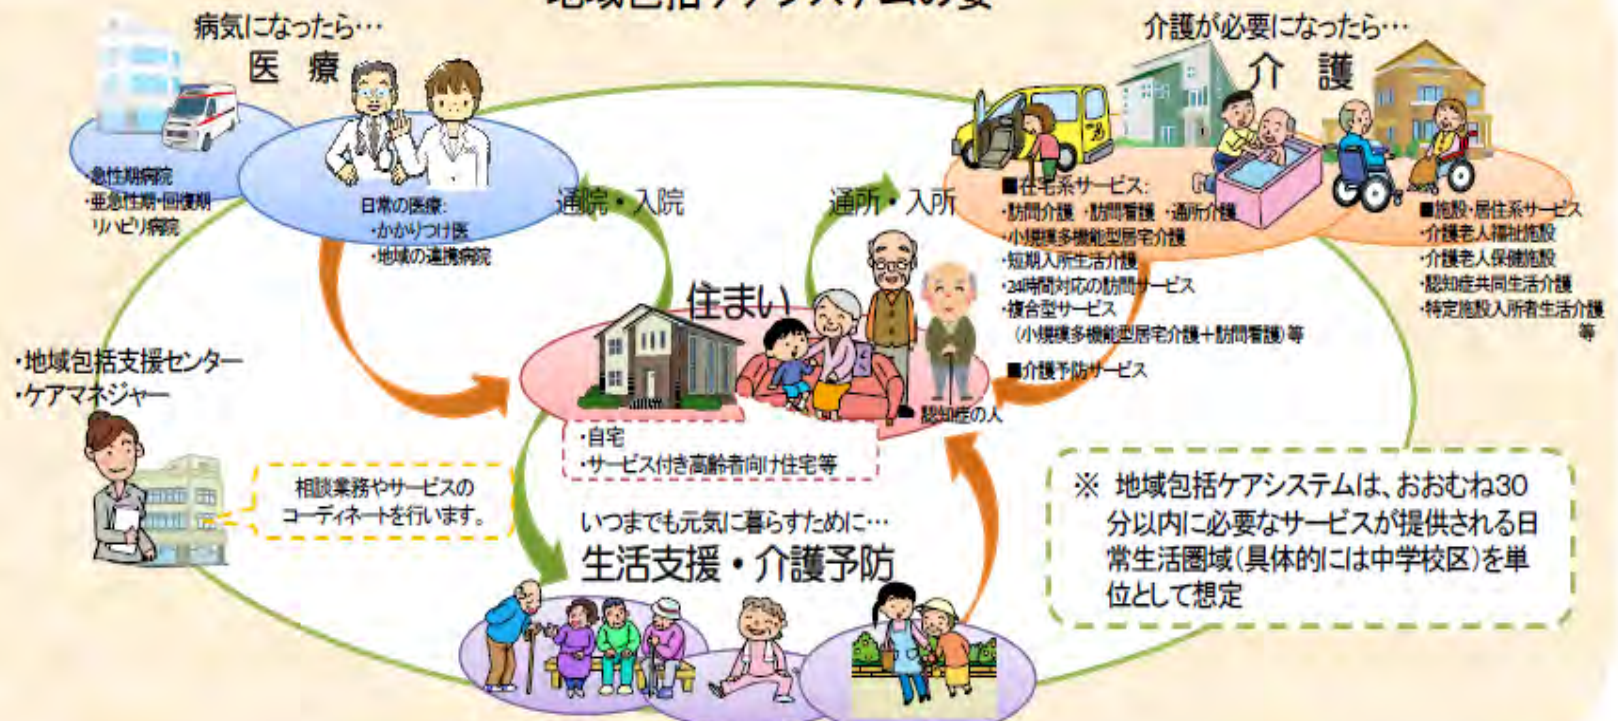 地域包括ケアシステムの姿
病気になったら…
医 療
・急性期病院
・亜急性期・回復期
リハビリ病院
日常の医療:
・かかりつけ医
・地域の連携病院
通院・入院
通所・入所
介護が必要になったら…
介 護
■在宅系サービス:
・訪問介護 ・訪問看護 ・通所介護
・小規模多機能型居宅介護
・短期入所生活介護
・24時間対応の訪問サービス
・複合型サービス
(小規模多機能型居宅介護+訪問看護)等
■介護予防サービス
■施設・居住系サービス
・介護老人福祉施設
・介護老人保健施設
・認知症共同生活介護
・特定施設入所者生活介護
等
住まい
認知症の人
・自宅
・サービス付き高齢者向け住宅等
・地域包括支援センター
・ケアマネジャー
相談業務やサービスの
コーディネートを行います。
いつまでも元気に暮らすために…
生活支援・介護予防
※ 地域包括ケアシステムは、おおむね30
分以内に必要なサービスが提供される日
常生活圏域(具体的には中学校区)を単
位として想定